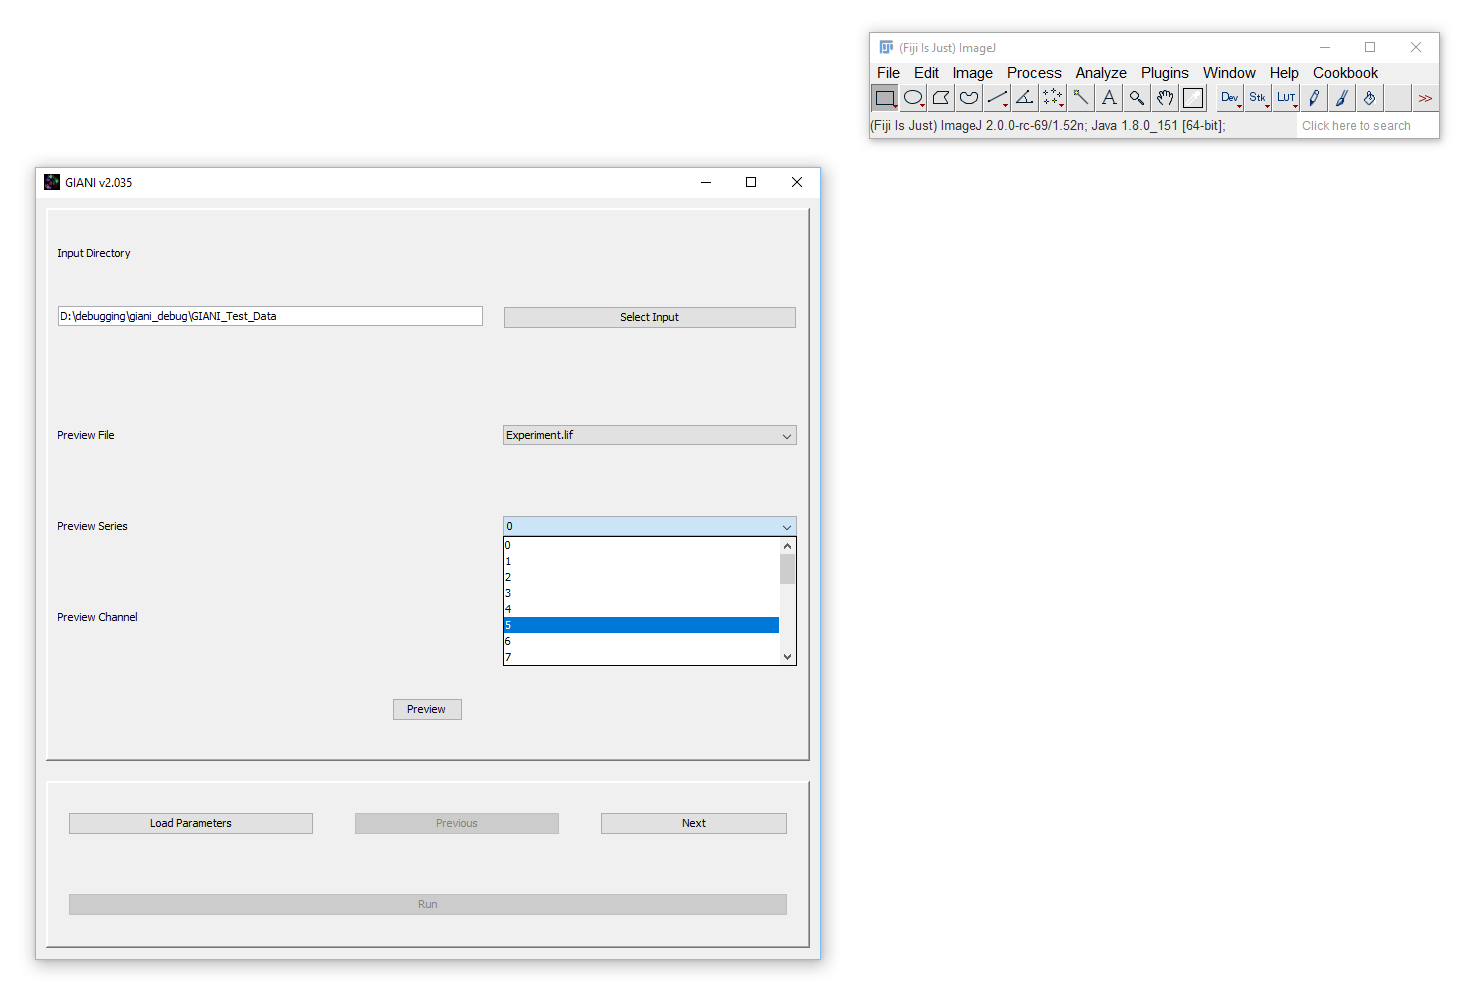 (Fiji Is Just) ImageJ
File Edit Image Process Analyze Plugins Window Help Cookbook
A Dev Stk LUT >>
(Fiji Is Just) ImageJ 2.0.0-rc-69/1.52n; Java 1.8.0_151 [64-bit]; Click here to search
GIANI v2.035
Input Directory
D:\debugging\giani_debug\GIANI_Test_Data Select Input
Preview File Experiment.lif
Preview Series 0
0
1
2
3
4
Preview Channel
5
6
7
Preview
Load Parameters Previous Next
Run